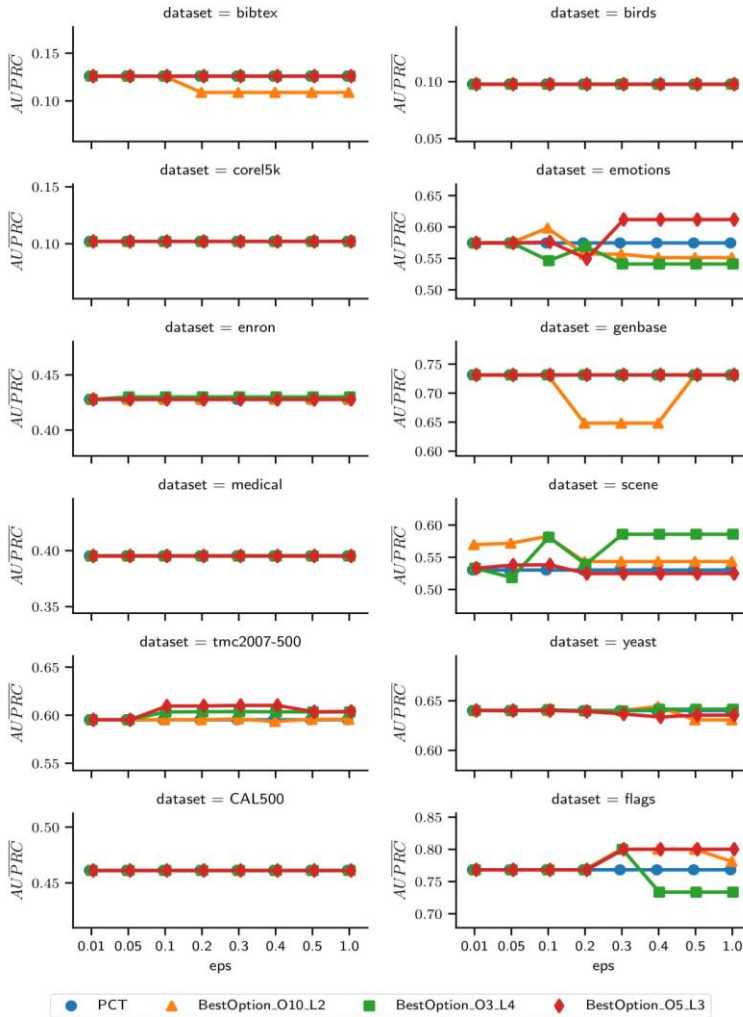 dataset = bibtex
0.15
0.10
AUPRC
dataset = birds
0.10
0.05
AUPRC
dataset = corel5k
0.15
0.10
AUPRC
dataset = emotions
0.65
0.60
0.55
0.50
AUPRC
dataset = enron
0.45
0.40
AUPRC
dataset = genbase
0.75
0.70
0.65
0.60
AUPRC
dataset = medical
0.40
0.35
AUPRC
dataset = scene
0.60
0.55
0.50
AUPRC
dataset = tmc2007-500
0.65
0.60
0.55
AUPRC
dataset = yeast
0.65
0.60
AUPRC
dataset = CAL500
0.50
0.45
AUPRC
0.01 0.05 0.1 0.2 0.3 0.4 0.5 1.0
eps
dataset = flags
0.85
0.80
0.75
0.70
AUPRC
0.01 0.05 0.1 0.2 0.3 0.4 0.5 1.0
eps
PCT BestOption_O10_L2 BestOption_O3_L4 BestOption_O5_L3